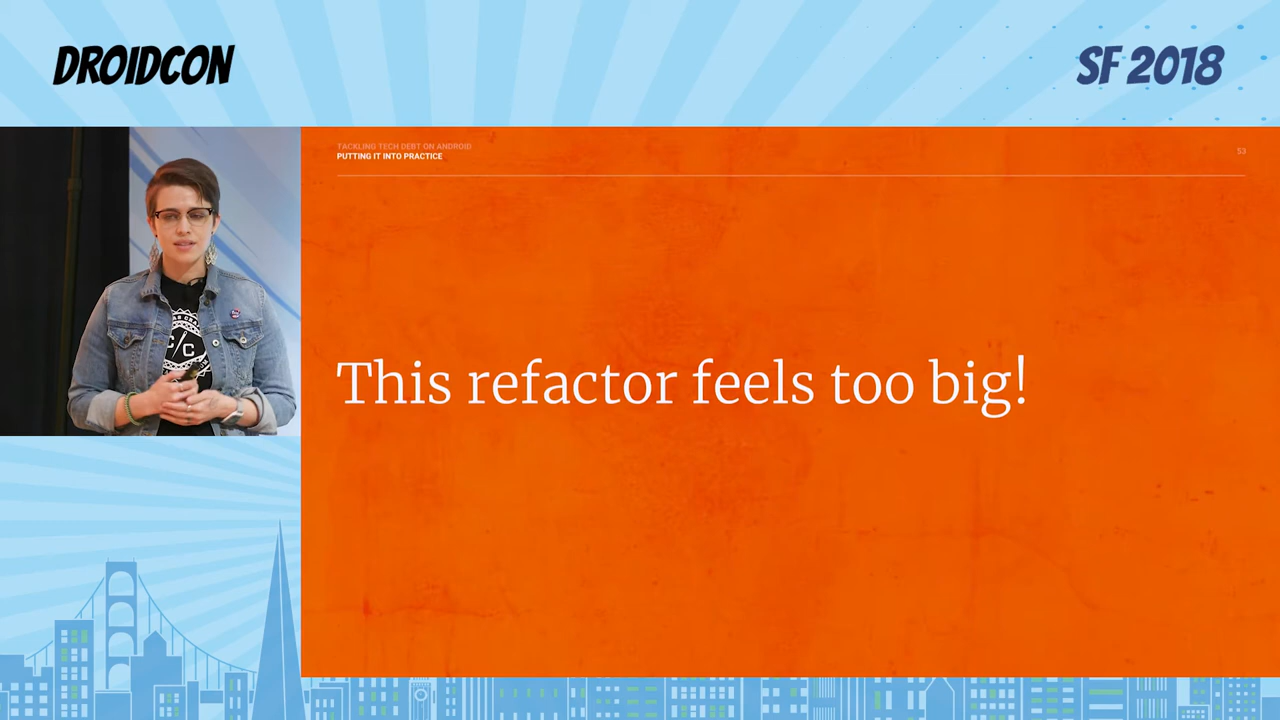 DROIDCON
SF 2018
TACKLING TECH DEBT ON ANDROID
PUTTING IT INTO PRACTICE
53
This refactor feels too big!
C/C